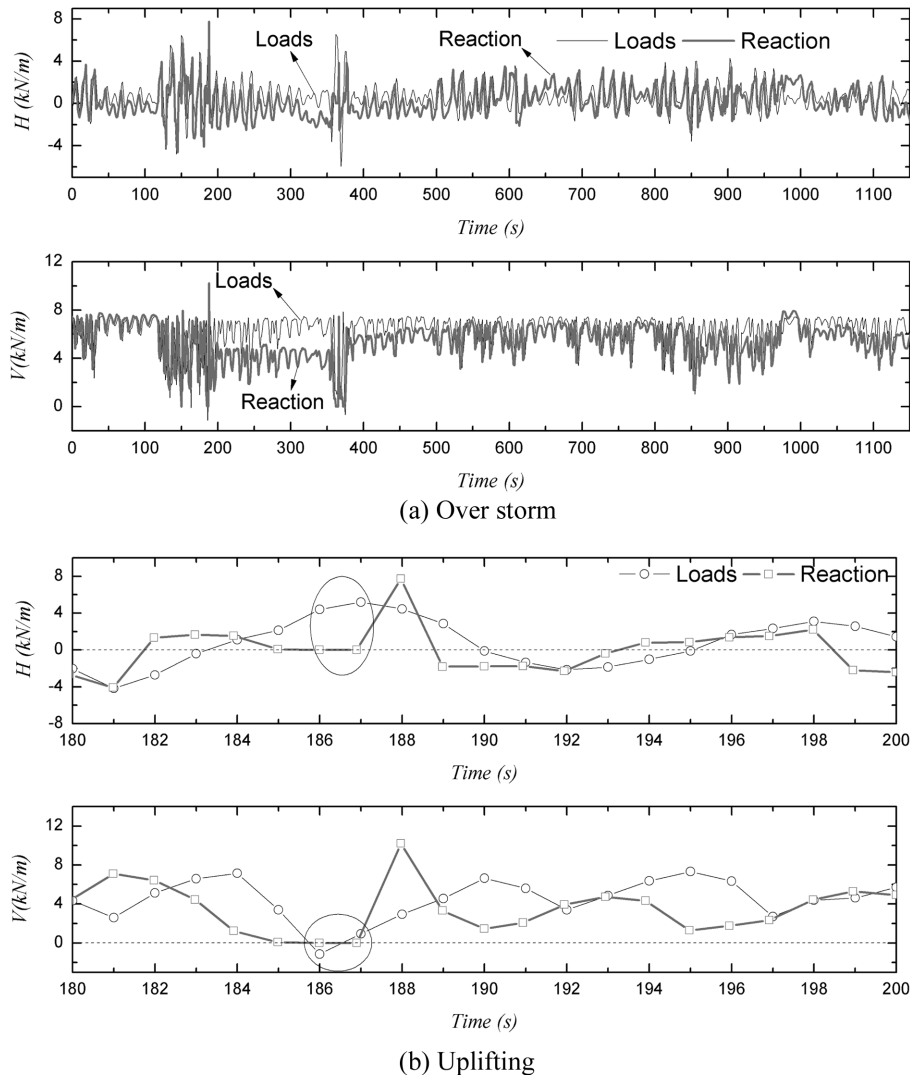 8
4
0
-4
H (kN/m)
Loads
Reaction
Loads Reaction
0 100 200 300 400 500 600 700 800 900 1000 1100
Time (s)
12
8
4
0
V(kN/m)
Loads
Reaction
0 100 200 300 400 500 600 700 800 900 1000 1100
Time (s)
(a) Over storm
8
4
0
-4
-8
H (kN/m)
Loads Reaction
180 182 184 186 188 190 192 194 196 198 200
Time (s)
12
8
4
0
V(kN/m)
180 182 184 186 188 190 192 194 196 198 200
Time (s)
(b) Uplifting